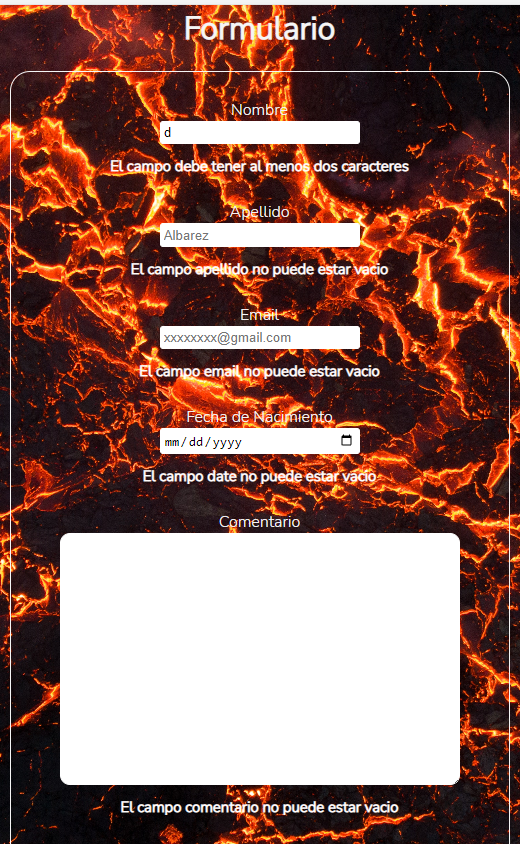 Formulario
Nombre
d
El campo debe tener al menos dos caracteres
Apellido
Albarez
El campo apellido no puede estar vacio
Email
xxxxxxxx@gmail.com
El campo email no puede estar vacio
Fecha de Nacimiento
mm/dd/yyyy
El campo date no puede estar vacio
Comentario
El campo comentario no puede estar vacio